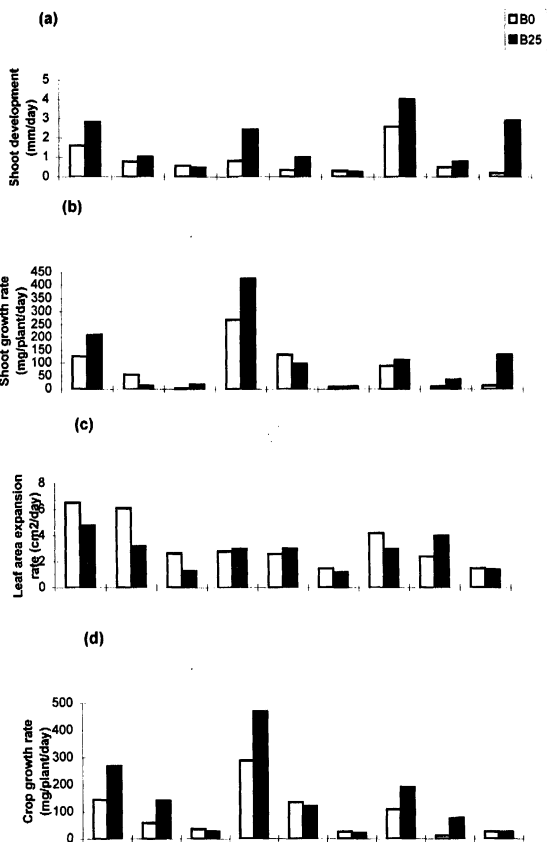 (a)
B0
B25
Shoot development
(mm/day)
5
4
3
2
1
0
(b)
Shoot growth rate
(mg/plant/day)
450
400
350
300
250
200
150
100
50
0
(c)
Leaf area expansion
rate (cm2/day)
8
6
4
2
0
(d)
Crop growth rate
(mg/plant/day)
500
400
300
200
100
0